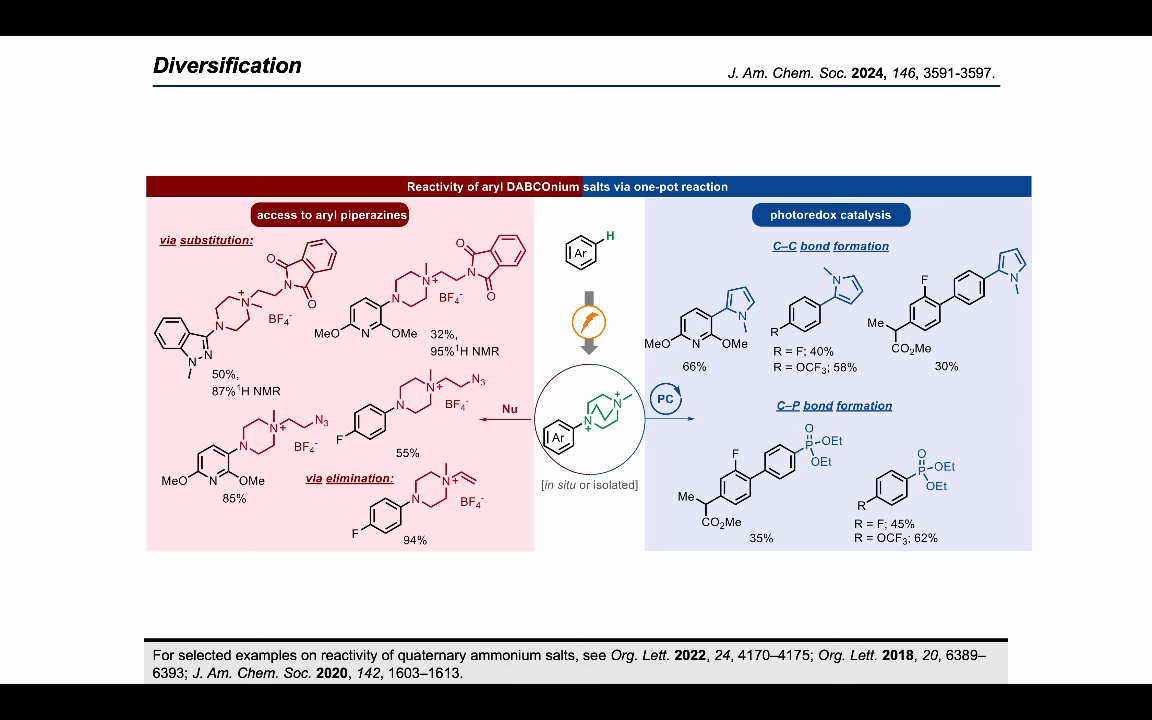 Diversification
J. Am. Chem. Soc. 2024, 146, 3591-3597.
Reactivity of aryl DABCOnium salts via one-pot reaction
access to aryl piperazines
via substitution:
O
N
O
N
+
N
BF4-
N
N
50%,
87%1H NMR
O
N
O
N
+
N
BF4-
MeO
N
OMe
32%,
95%1H NMR
N
+
N3
N
BF4-
MeO
N
OMe
85%
N
+
N3
N
BF4-
F
55%
via elimination:
N
+
N
BF4-
F
94%
H
Ar
Nu
N
+
N
+
Ar
PC
[in situ or isolated]
photoredox catalysis
C–C bond formation
N
MeO
N
OMe
66%
N
R
R = F; 40%
R = OCF3; 58%
N
F
Me
CO2Me
30%
C–P bond formation
O
P
OEt
OEt
F
Me
CO2Me
35%
O
P
OEt
OEt
R
R = F; 45%
R = OCF3; 62%
For selected examples on reactivity of quaternary ammonium salts, see Org. Lett. 2022, 24, 4170–4175; Org. Lett. 2018, 20, 6389–
6393; J. Am. Chem. Soc. 2020, 142, 1603–1613.